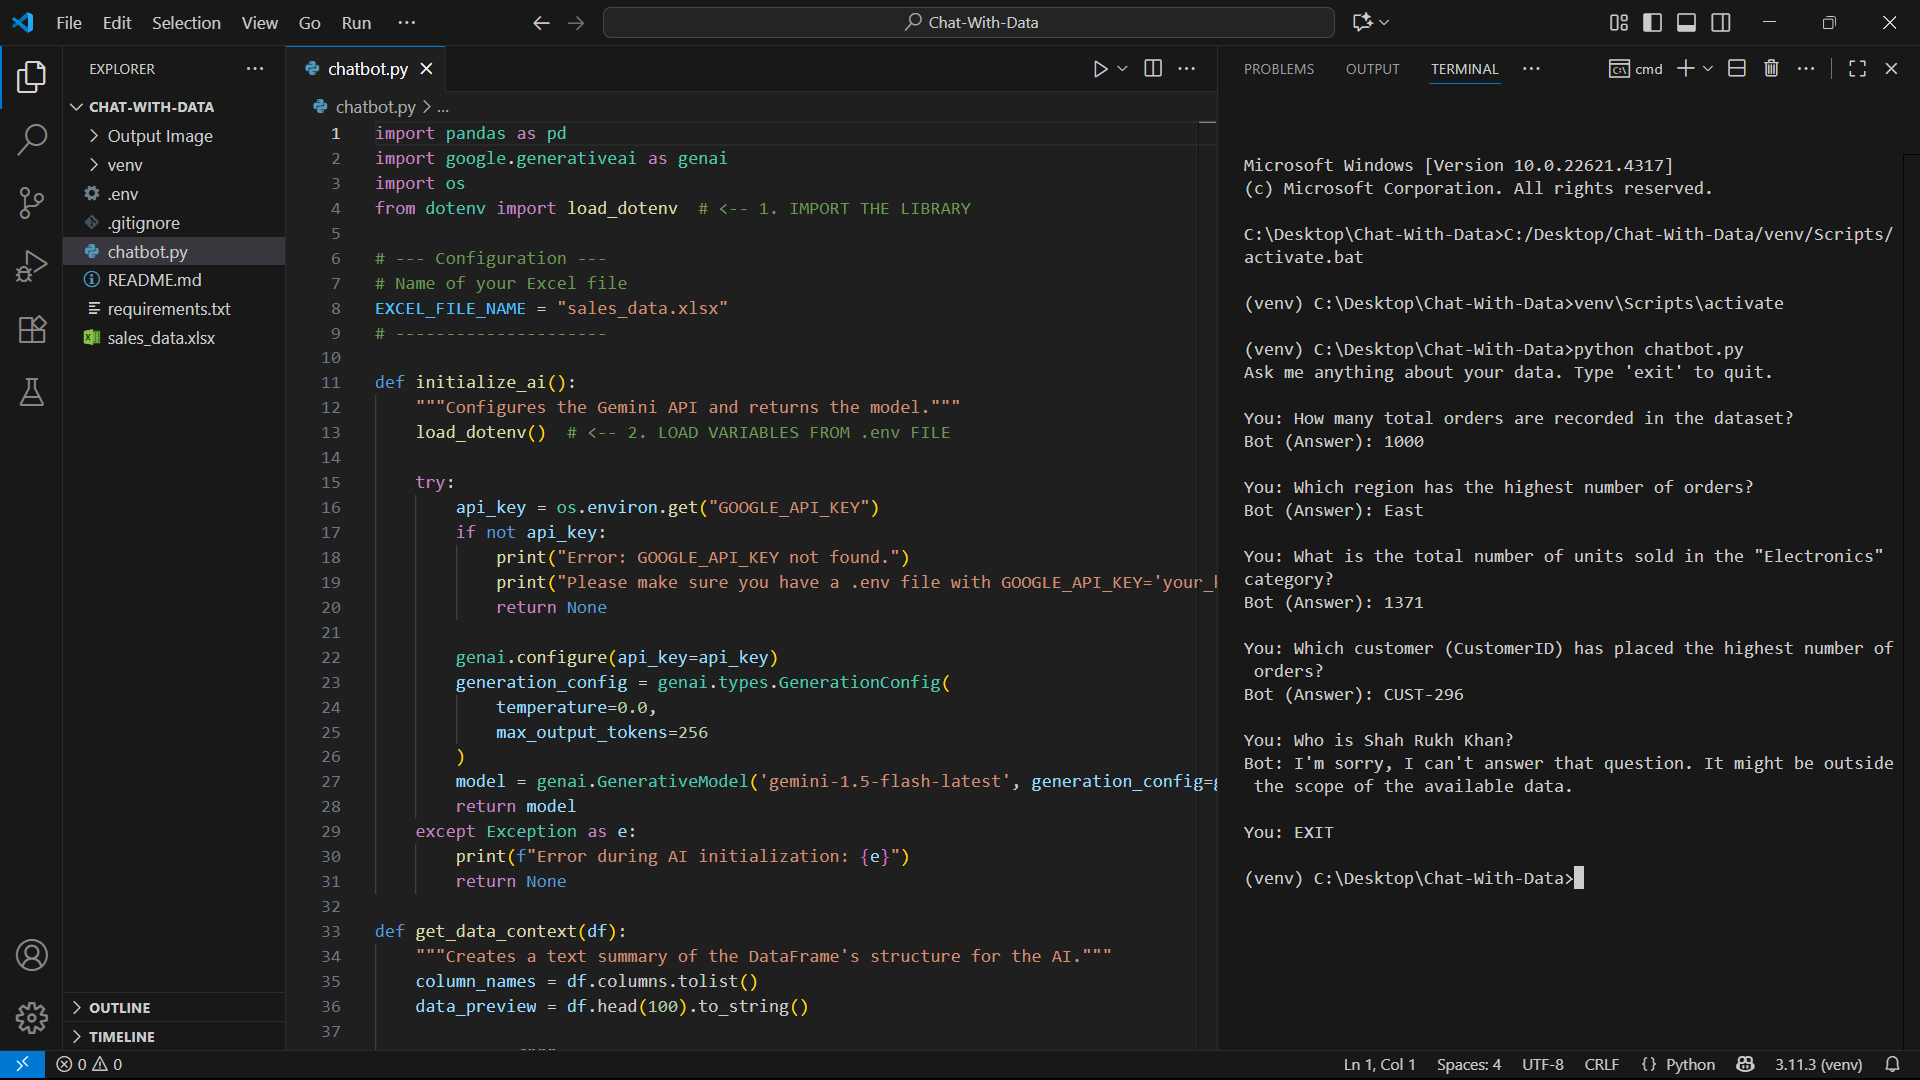 File Edit Selection View Go Run ···
Chat-With-Data
EXPLORER ···
CHAT-WITH-DATA
Output Image
venv
.env
.gitignore
chatbot.py
README.md
requirements.txt
sales_data.xlsx
OUTLINE
TIMELINE
chatbot.py
chatbot.py > ...
1 import pandas as pd
2 import google.generativeai as genai
3 import os
4 from dotenv import load_dotenv  # <-- 1. IMPORT THE LIBRARY
5
6 # --- Configuration ---
7 # Name of your Excel file
8 EXCEL_FILE_NAME = "sales_data.xlsx"
9 # ---------------------
10
11 def initialize_ai():
12     """Configures the Gemini API and returns the model."""
13     load_dotenv()  # <-- 2. LOAD VARIABLES FROM .env FILE
14
15     try:
16         api_key = os.environ.get("GOOGLE_API_KEY")
17         if not api_key:
18             print("Error: GOOGLE_API_KEY not found.")
19             print("Please make sure you have a .env file with GOOGLE_API_KEY='your_
20             return None
21
22         genai.configure(api_key=api_key)
23         generation_config = genai.types.GenerationConfig(
24             temperature=0.0,
25             max_output_tokens=256
26         )
27         model = genai.GenerativeModel('gemini-1.5-flash-latest', generation_config=
28         return model
29     except Exception as e:
30         print(f"Error during AI initialization: {e}")
31         return None
32
33 def get_data_context(df):
34     """Creates a text summary of the DataFrame's structure for the AI."""
35     column_names = df.columns.tolist()
36     data_preview = df.head(100).to_string()
37
PROBLEMS OUTPUT TERMINAL ··· cmd
Microsoft Windows [Version 10.0.22621.4317]
(c) Microsoft Corporation. All rights reserved.
C:\Desktop\Chat-With-Data>C:/Desktop/Chat-With-Data/venv/Scripts/
activate.bat
(venv) C:\Desktop\Chat-With-Data>venv\Scripts\activate
(venv) C:\Desktop\Chat-With-Data>python chatbot.py
Ask me anything about your data. Type 'exit' to quit.
You: How many total orders are recorded in the dataset?
Bot (Answer): 1000
You: Which region has the highest number of orders?
Bot (Answer): East
You: What is the total number of units sold in the "Electronics"
category?
Bot (Answer): 1371
You: Which customer (CustomerID) has placed the highest number of
orders?
Bot (Answer): CUST-296
You: Who is Shah Rukh Khan?
Bot: I'm sorry, I can't answer that question. It might be outside
the scope of the available data.
You: EXIT
(venv) C:\Desktop\Chat-With-Data>
0 0 Ln 1, Col 1 Spaces: 4 UTF-8 CRLF {} Python 3.11.3 (venv)